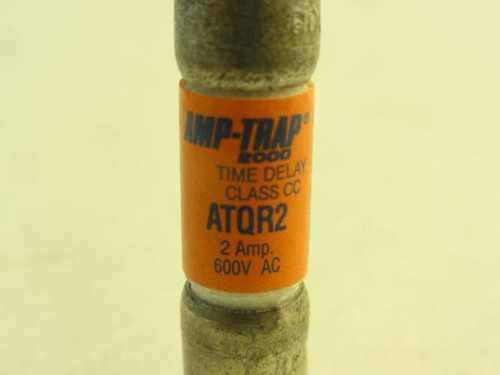 AMP-TRAP®
2000
TIME DELAY
CLASS CC
ATQR2
2 Amp.
600V AC